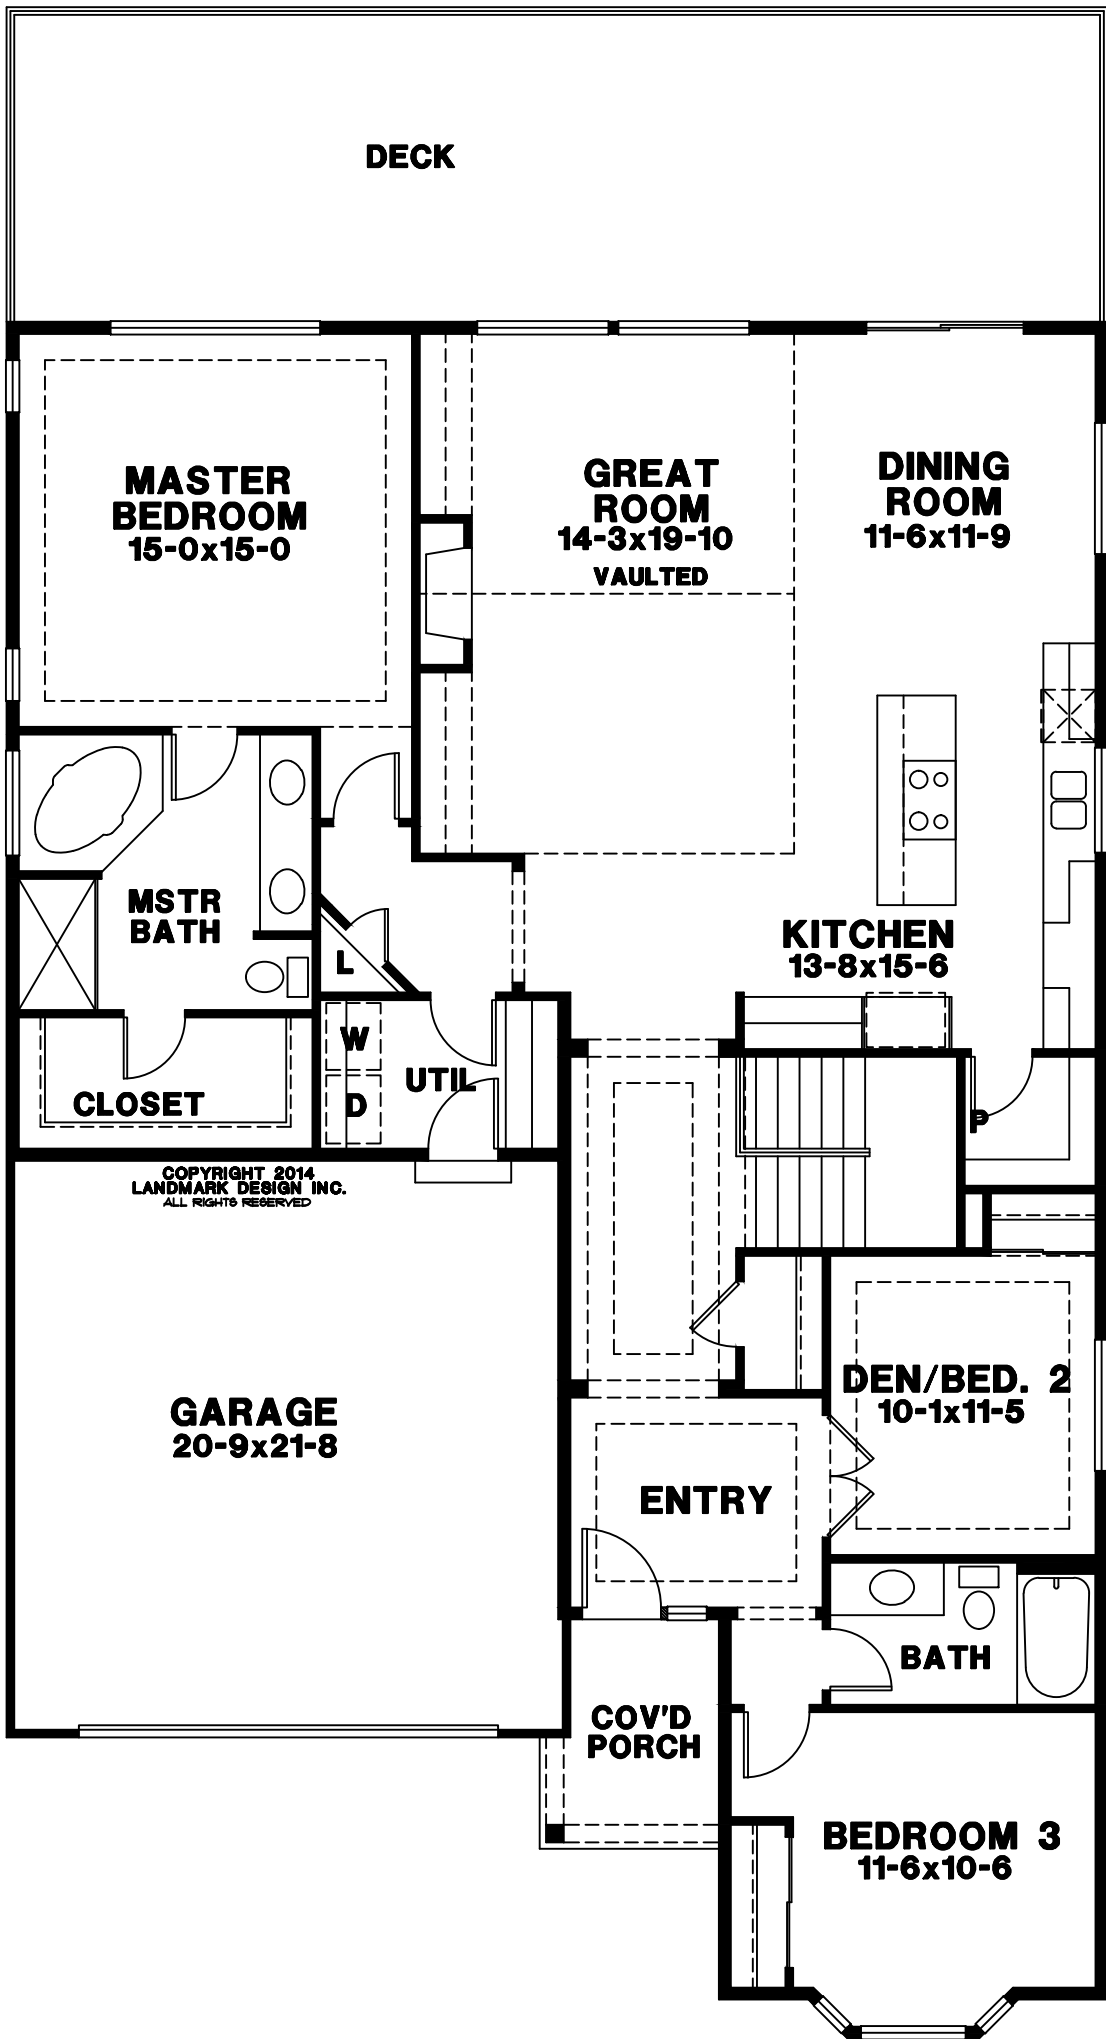 DECK
MASTER
BEDROOM
15-0x15-0
GREAT
ROOM
14-3x19-10
VAULTED
DINING
ROOM
11-6x11-9
MSTR
BATH
L
KITCHEN
13-8x15-6
W
D
UTIL
CLOSET
P
COPYRIGHT 2014
LANDMARK DESIGN INC.
ALL RIGHTS RESERVED
GARAGE
20-9x21-8
DEN/BED. 2
10-1x11-5
ENTRY
BATH
COV'D
PORCH
BEDROOM 3
11-6x10-6